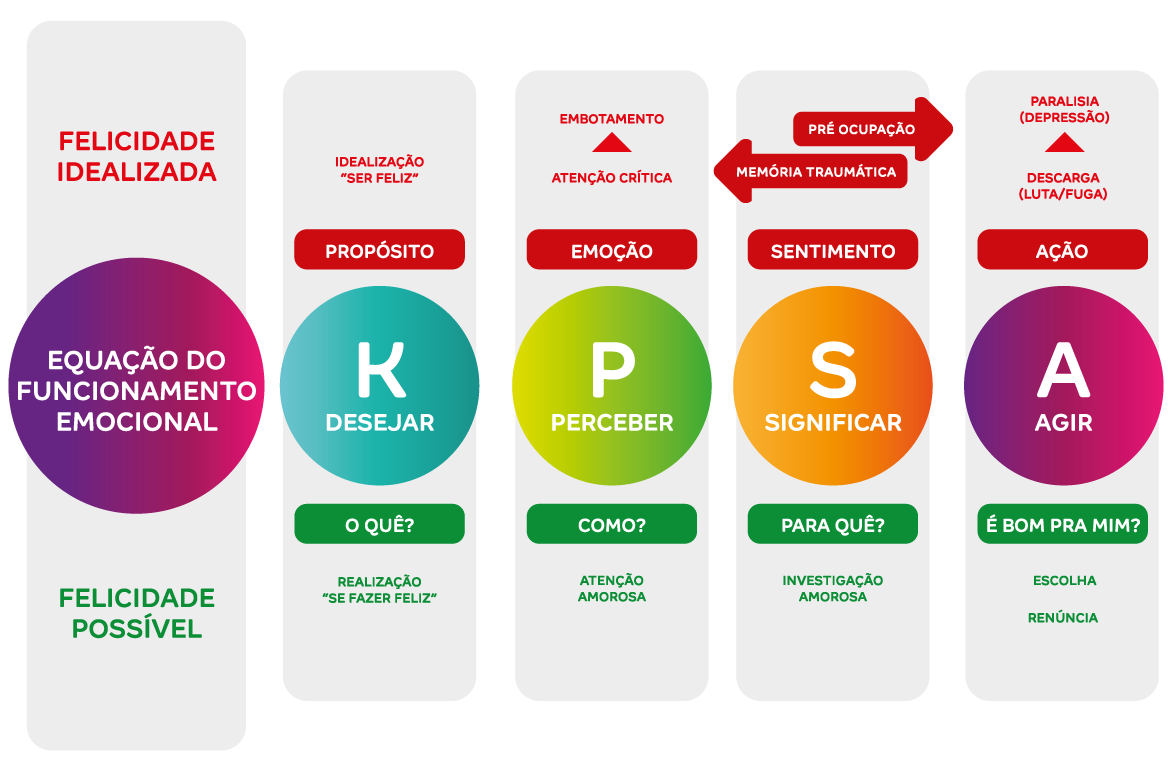 FELICIDADE
IDEALIZADA
EQUAÇÃO DO
FUNCIONAMENTO
EMOCIONAL
FELICIDADE
POSSÍVEL
IDEALIZAÇÃO
“SER FELIZ”
PROPÓSITO
K
DESEJAR
O QUÊ?
REALIZAÇÃO
“SE FAZER FELIZ”
EMBOTAMENTO
ATENÇÃO CRÍTICA
EMOÇÃO
P
PERCEBER
COMO?
ATENÇÃO
AMOROSA
PRÉ OCUPAÇÃO
MEMÓRIA TRAUMÁTICA
SENTIMENTO
S
SIGNIFICAR
PARA QUÊ?
INVESTIGAÇÃO
AMOROSA
PARALISIA
(DEPRESSÃO)
DESCARGA
(LUTA/FUGA)
AÇÃO
A
AGIR
É BOM PRA MIM?
ESCOLHA
RENÚNCIA